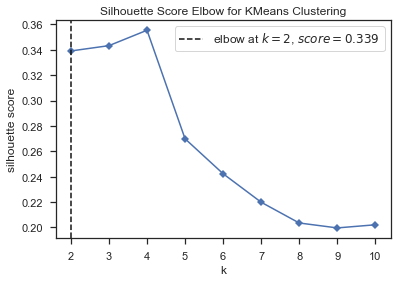 Silhouette Score Elbow for KMeans Clustering
elbow at k = 2, score = 0.339
silhouette score
0.36
0.34
0.32
0.30
0.28
0.26
0.24
0.22
0.20
2 3 4 5 6 7 8 9 10
k